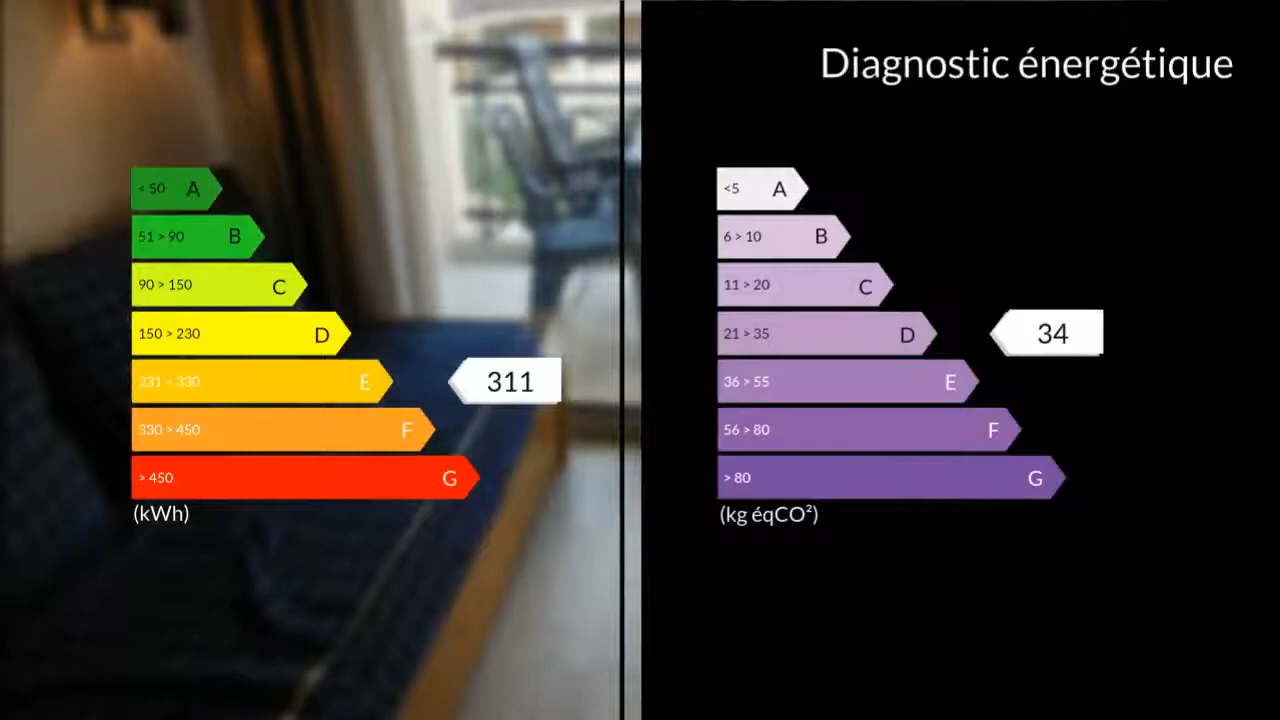 Diagnostic énergétique
< 50 A
51 > 90 B
90 > 150 C
150 > 230 D
231 > 330 E
311
330 > 450 F
> 450 G
(kWh)
<5 A
6 > 10 B
11 > 20 C
21 > 35 D
34
36 > 55 E
56 > 80 F
> 80 G
(kg éqCO²)